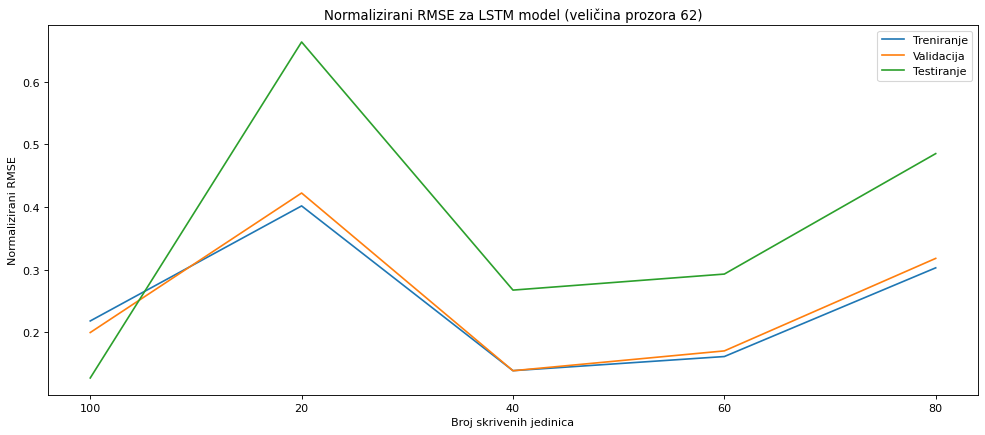 Normalizirani RMSE za LSTM model (veličina prozora 62)
Treniranje
Validacija
Testiranje
Normalizirani RMSE
0.6
0.5
0.4
0.3
0.2
100
20
40
60
80
Broj skrivenih jedinica